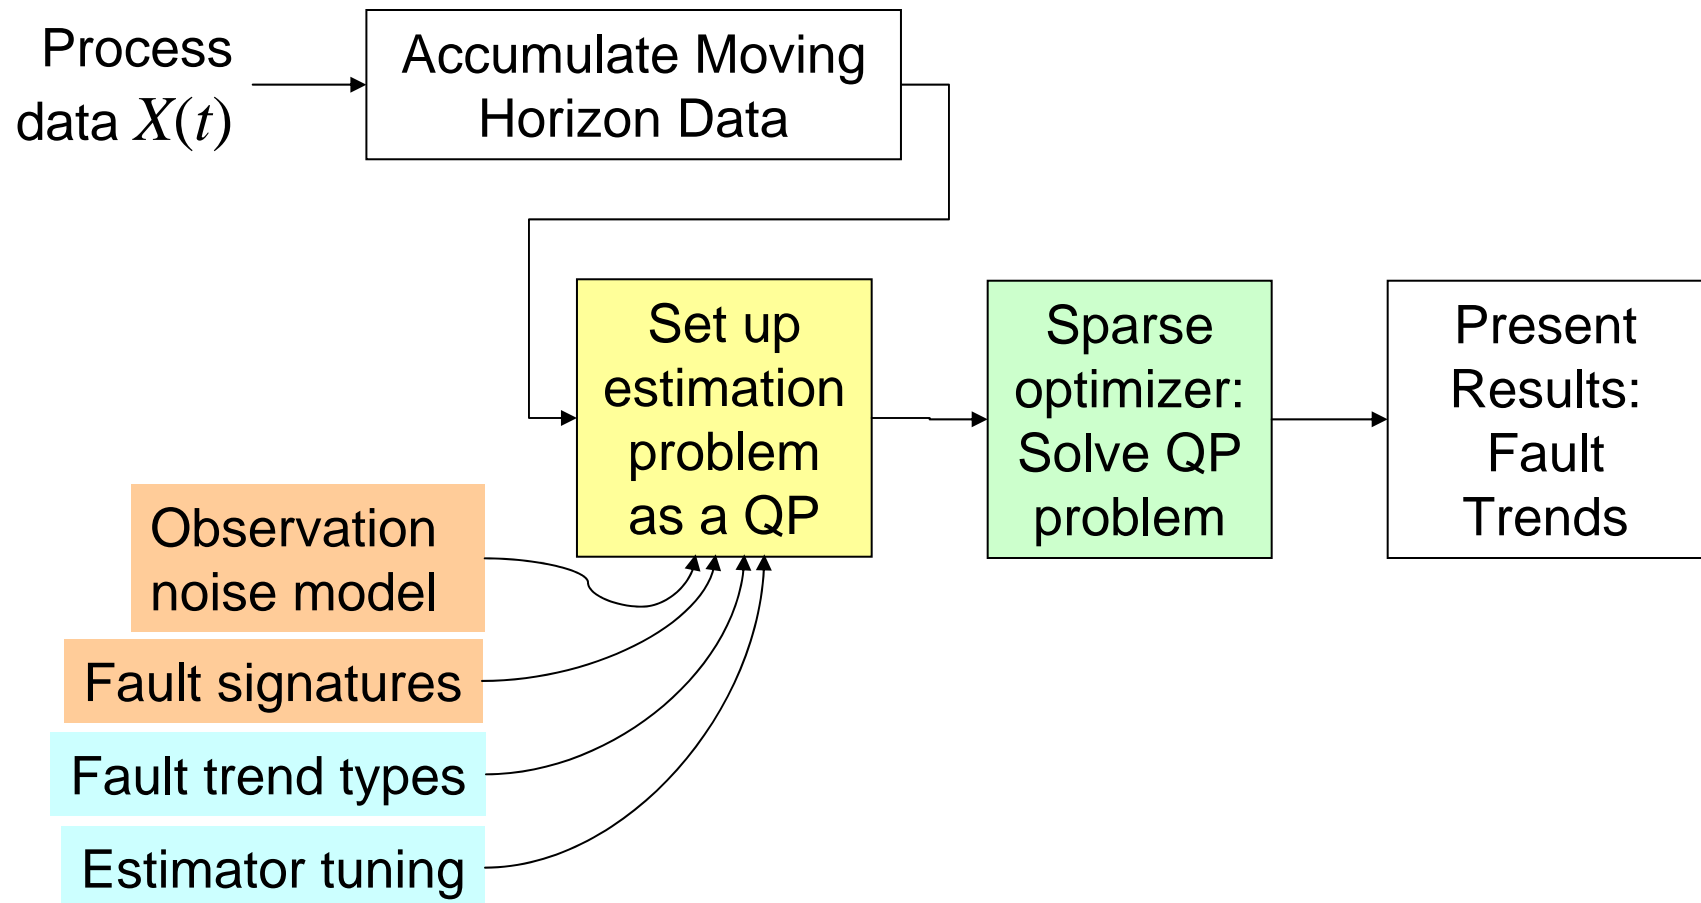 Process
data X(t)
Accumulate Moving
Horizon Data
Set up
estimation
problem
as a QP
Sparse
optimizer:
Solve QP
problem
Present
Results:
Fault
Trends
Observation
noise model
Fault signatures
Fault trend types
Estimator tuning